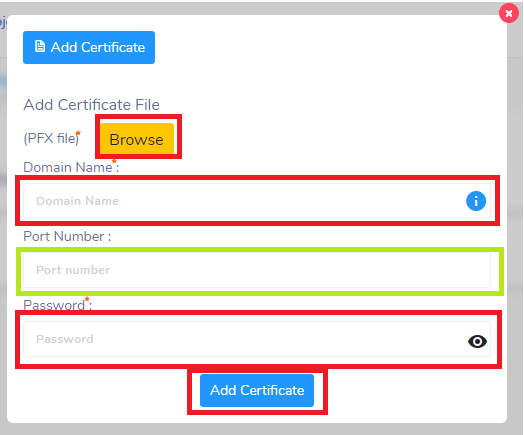 Add Certificate
Add Certificate File
(PFX file)* Browse
Domain Name*:
Domain Name
Port Number :
Port number
Password*:
Password
Add Certificate